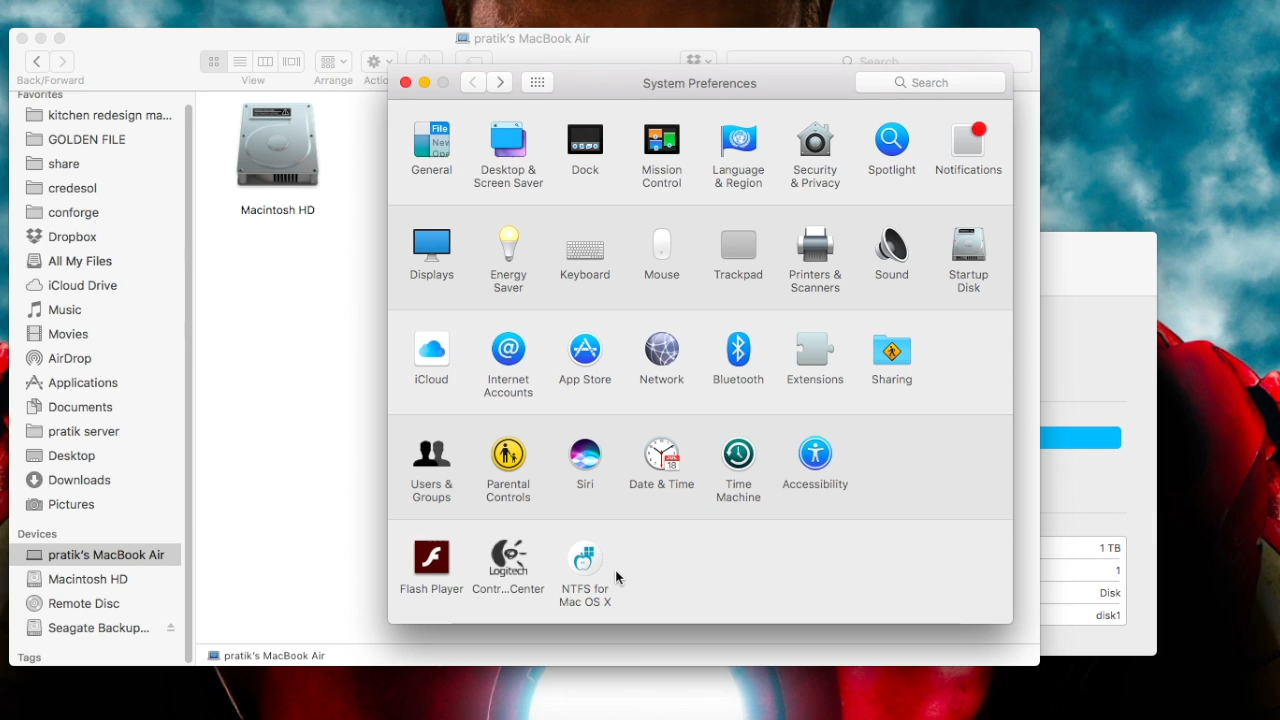 pratik's MacBook Air
Back/Forward
View
Arrange
Search
Favorites
kitchen redesign ma...
GOLDEN FILE
share
credesol
conforge
Dropbox
All My Files
iCloud Drive
Music
Movies
AirDrop
Applications
Documents
pratik server
Desktop
Downloads
Pictures
Devices
pratik's MacBook Air
Macintosh HD
Remote Disc
Seagate Backup...
Tags
Macintosh HD
pratik's MacBook Air
System Preferences
Search
File
New
General
Desktop &
Screen Saver
Dock
Mission
Control
Language
& Region
Security
& Privacy
Spotlight
Notifications
Displays
Energy
Saver
Keyboard
Mouse
Trackpad
Printers &
Scanners
Sound
Startup
Disk
iCloud
Internet
Accounts
App Store
Network
Bluetooth
Extensions
Sharing
Users &
Groups
Parental
Controls
Siri
JUL
18
Date & Time
Time
Machine
Accessibility
Flash Player
Logitech
Contr...Center
NTFS for
Mac OS X
1 TB
1
Disk
disk1